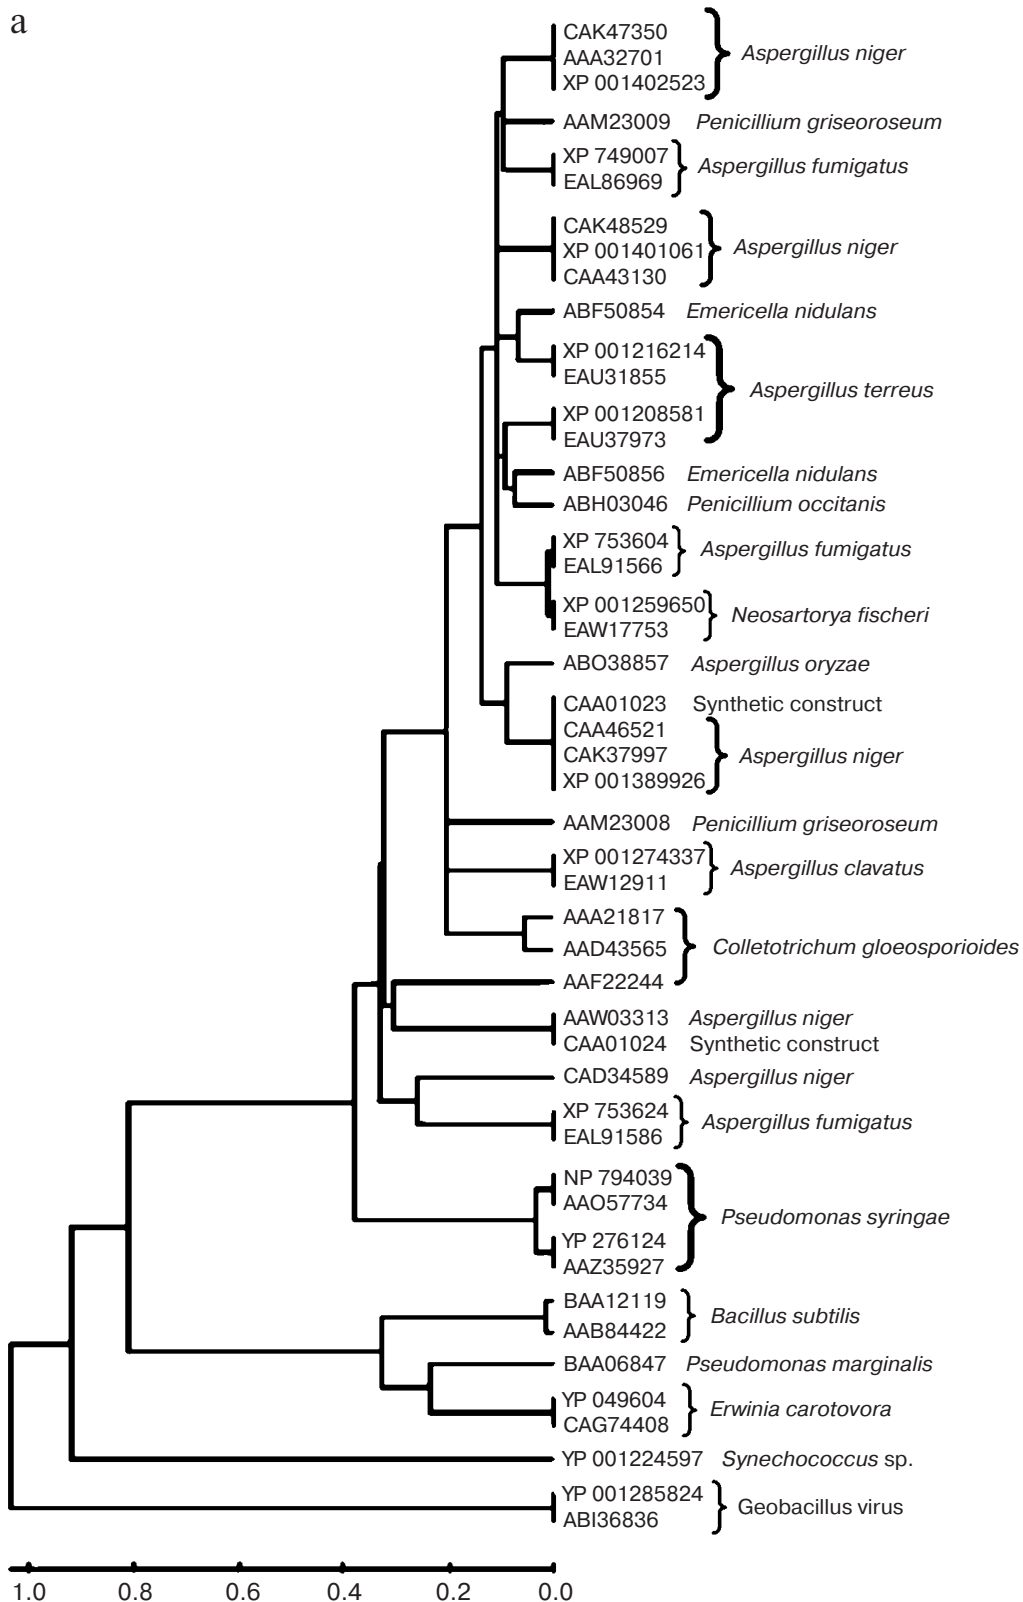 a
CAK47350
AAA32701 Aspergillus niger
XP 001402523
AAM23009 Penicillium griseoroseum
XP 749007 Aspergillus fumigatus
EAL86969
CAK48529
XP 001401061 Aspergillus niger
CAA43130
ABF50854 Emericella nidulans
XP 001216214
EAU31855 Aspergillus terreus
XP 001208581
EAU37973
ABF50856 Emericella nidulans
ABH03046 Penicillium occitanis
XP 753604 Aspergillus fumigatus
EAL91566
XP 001259650 Neosartorya fischeri
EAW17753
ABO38857 Aspergillus oryzae
CAA01023 Synthetic construct
CAA46521
CAK37997 Aspergillus niger
XP 001389926
AAM23008 Penicillium griseoroseum
XP 001274337 Aspergillus clavatus
EAW12911
AAA21817
AAD43565 Colletotrichum gloeosporioides
AAF22244
AAW03313 Aspergillus niger
CAA01024 Synthetic construct
CAD34589 Aspergillus niger
XP 753624 Aspergillus fumigatus
EAL91586
NP 794039
AAO57734 Pseudomonas syringae
YP 276124
AAZ35927
BAA12119 Bacillus subtilis
AAB84422
BAA06847 Pseudomonas marginalis
YP 049604 Erwinia carotovora
CAG74408
YP 001224597 Synechococcus sp.
YP 001285824 Geobacillus virus
ABI36836
1.0 0.8 0.6 0.4 0.2 0.0